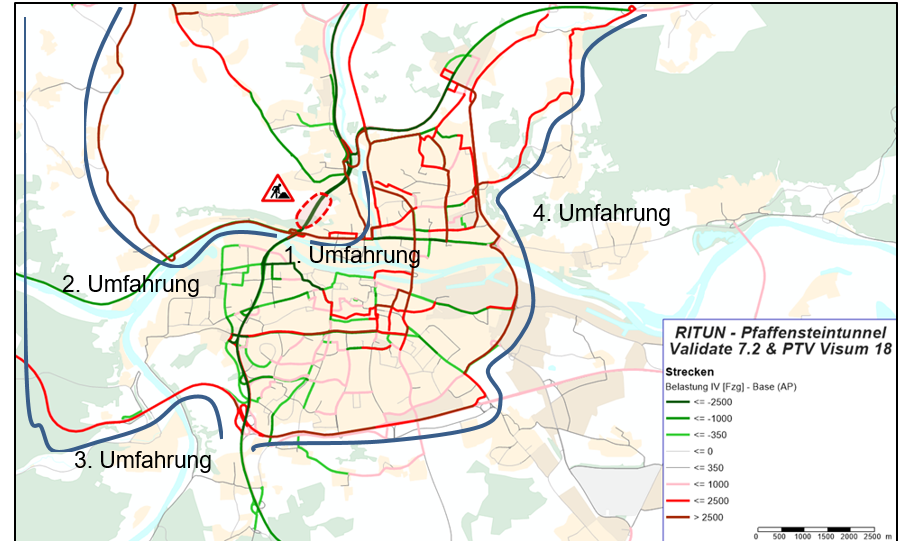 4. Umfahrung
1. Umfahrung
2. Umfahrung
3. Umfahrung
RITUN - Pfaffensteintunnel
Validate 7.2 & PTV Visum 18
Strecken
Belastung IV [Fzg] - Base (AP)
<= -2500
<= -1000
<= -350
<= 0
<= 350
<= 1000
<= 2500
> 2500
0 500 1000 1500 2000 2500 m